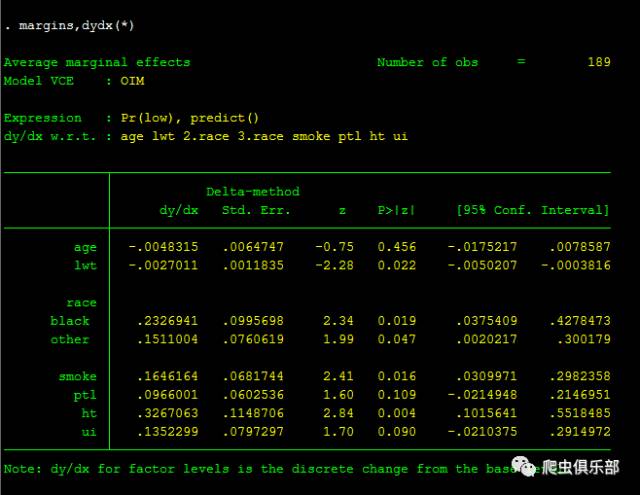 . margins,dydx(*)
Average marginal effects Number of obs = 189
Model VCE : OIM
Expression : Pr(low), predict()
dy/dx w.r.t. : age lwt 2.race 3.race smoke ptl ht ui
Delta-method
dy/dx Std. Err. z P>|z| [95% Conf. Interval]
age -.0048315 .0064747 -0.75 0.456 -.0175217 .0078587
lwt -.0027011 .0011835 -2.28 0.022 -.0050207 -.0003816
race
black .2326941 .0995698 2.34 0.019 .0375409 .4278473
other .1511004 .0760619 1.99 0.047 .0020217 .300179
smoke .1646164 .0681744 2.41 0.016 .0309971 .2982358
ptl .0966001 .0602536 1.60 0.109 -.0214948 .2146951
ht .3267063 .1148706 2.84 0.004 .1015641 .5518485
ui .1352299 .0797297 1.70 0.090 -.0210375 .2914972
Note: dy/dx for factor levels is the discrete change from the
爬虫俱乐部